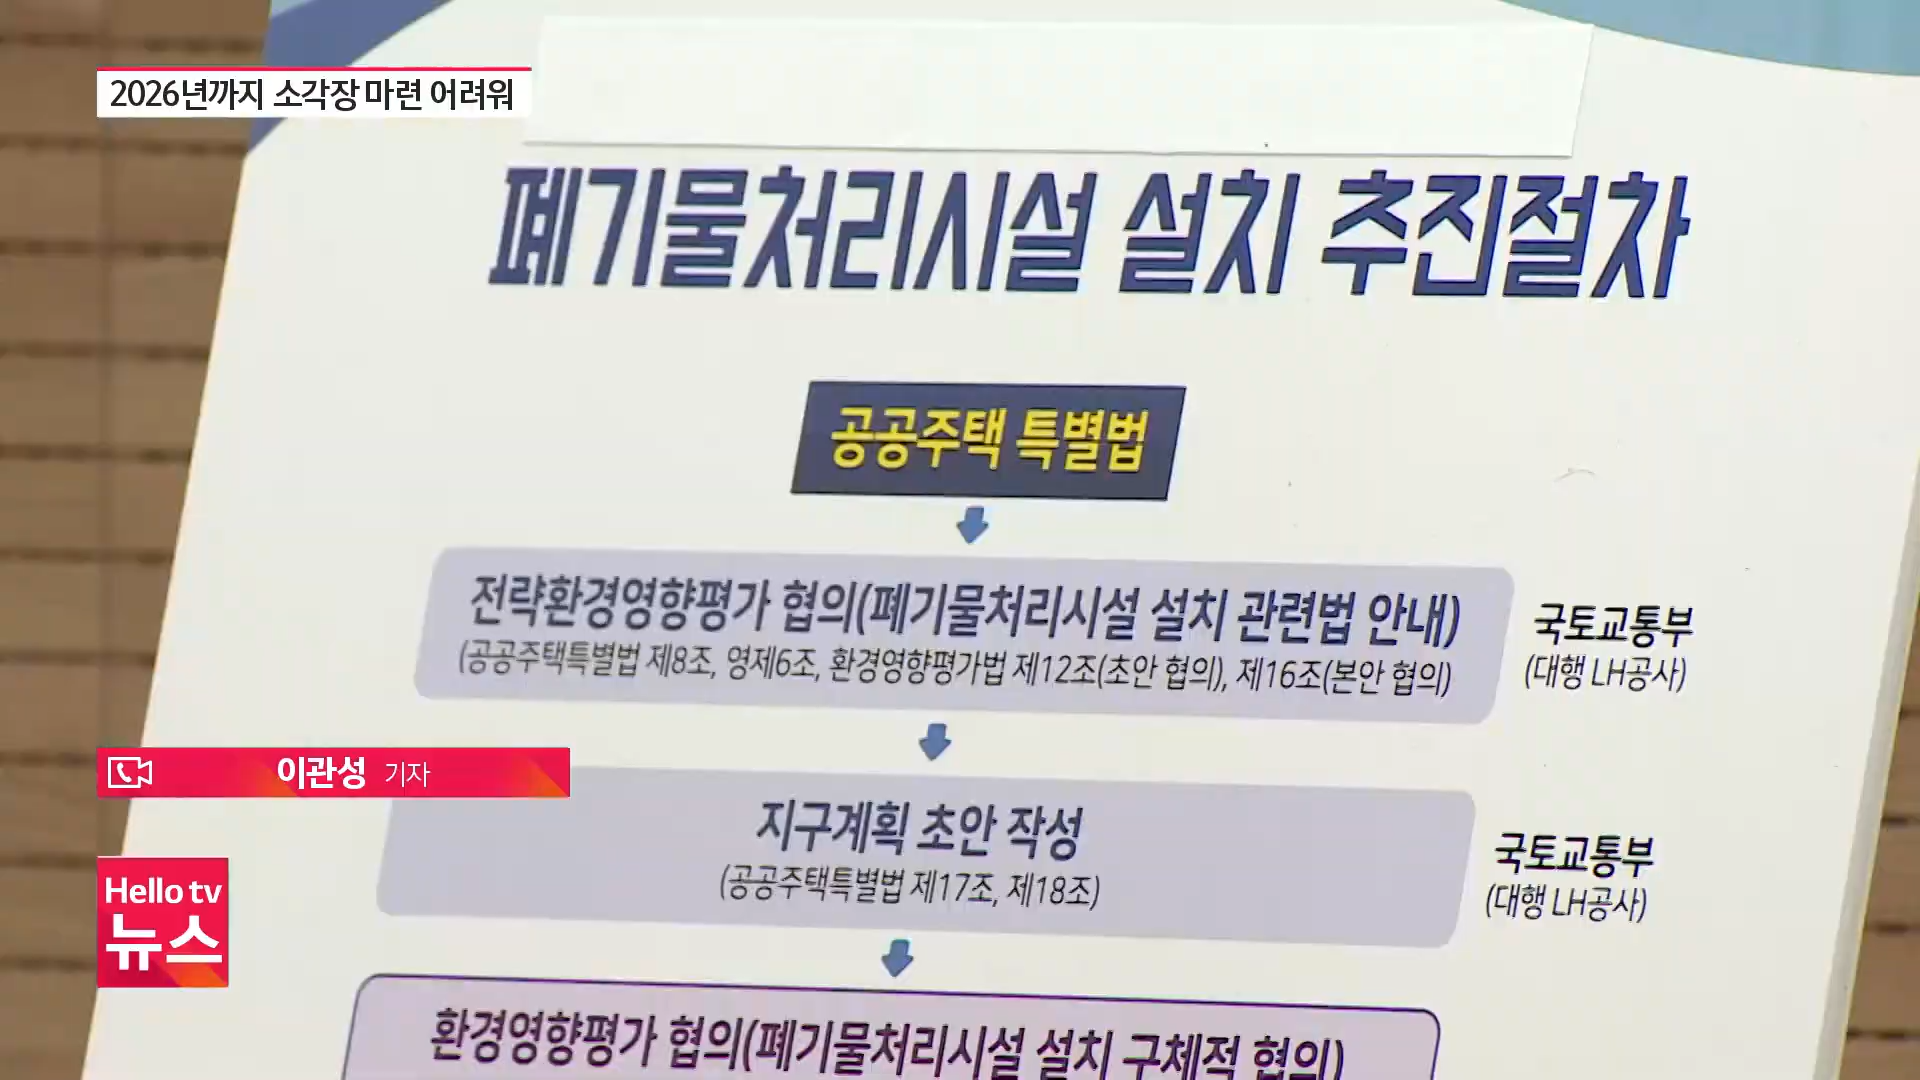 2026년까지 소각장 마련 어려워
폐기물처리시설 설치 추진절차
공공주택 특별법
전략환경영향평가 협의(폐기물처리시설 설치 관련법 안내)
(공공주택특별법 제8조, 영제6조, 환경영향평가법 제12조(초안 협의), 제16조(본안 협의)
국토교통부
(대행 LH공사)
이관성 기자
지구계획 초안 작성
(공공주택특별법 제17조, 제18조)
국토교통부
(대행 LH공사)
Hello tv
뉴스
환경영향평가 협의(폐기물처리시설 설치 구체적 협의)